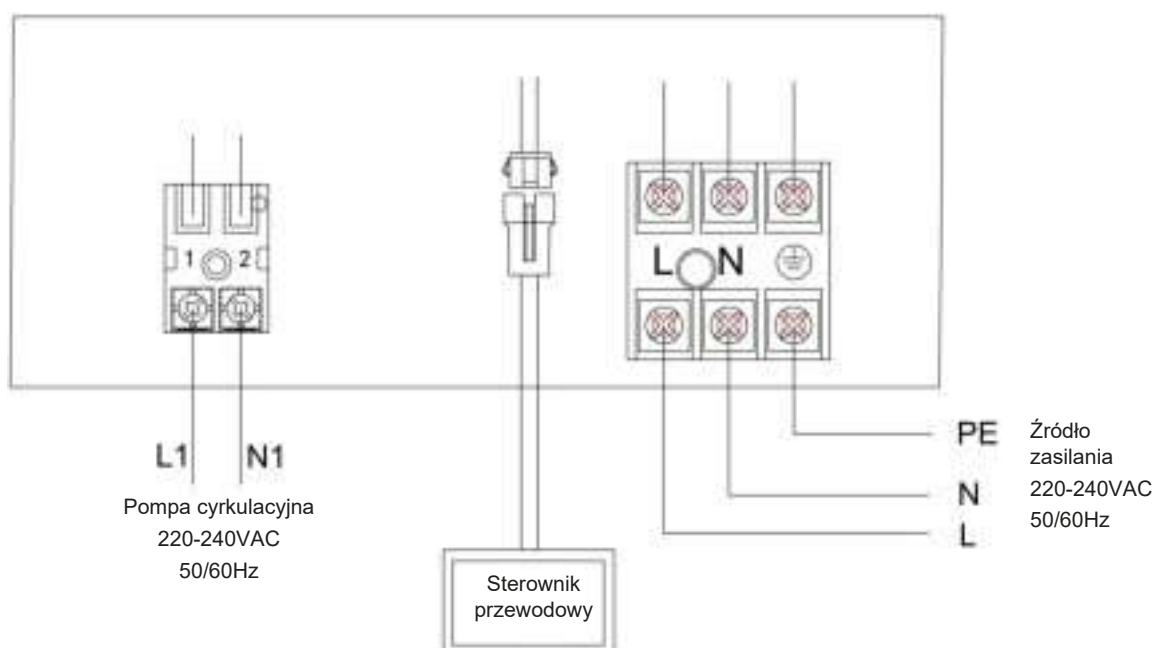 1 2
L N
L1 N1
Pompa cyrkulacyjna
220-240VAC
50/60Hz
Sterownik
przewodowy
PE
N
L
Źródło
zasilania
220-240VAC
50/60Hz